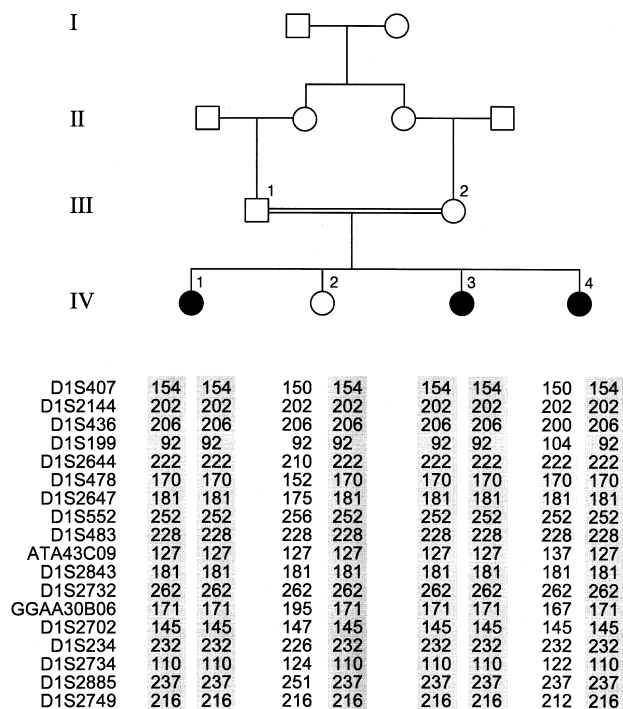 I
II
1 2
III
1 2 3 4
IV
D1S407 154 154 150 154 154 154 150 154
D1S2144 202 202 202 202 202 202 202 202
D1S436 206 206 206 206 206 206 200 206
D1S199 92 92 92 92 92 92 104 92
D1S2644 222 222 210 222 222 222 222 222
D1S478 170 170 152 170 170 170 170 170
D1S2647 181 181 175 181 181 181 181 181
D1S552 252 252 256 252 252 252 252 252
D1S483 228 228 228 228 228 228 228 228
ATA43C09 127 127 127 127 127 127 137 127
D1S2843 181 181 181 181 181 181 181 181
D1S2732 262 262 262 262 262 262 262 262
GGAA30B06 171 171 195 171 171 171 167 171
D1S2702 145 145 147 145 145 145 145 145
D1S234 232 232 226 232 232 232 232 232
D1S2734 110 110 124 110 110 110 122 110
D1S2885 237 237 251 237 237 237 237 237
D1S2749 216 216 216 216 216 216 212 216